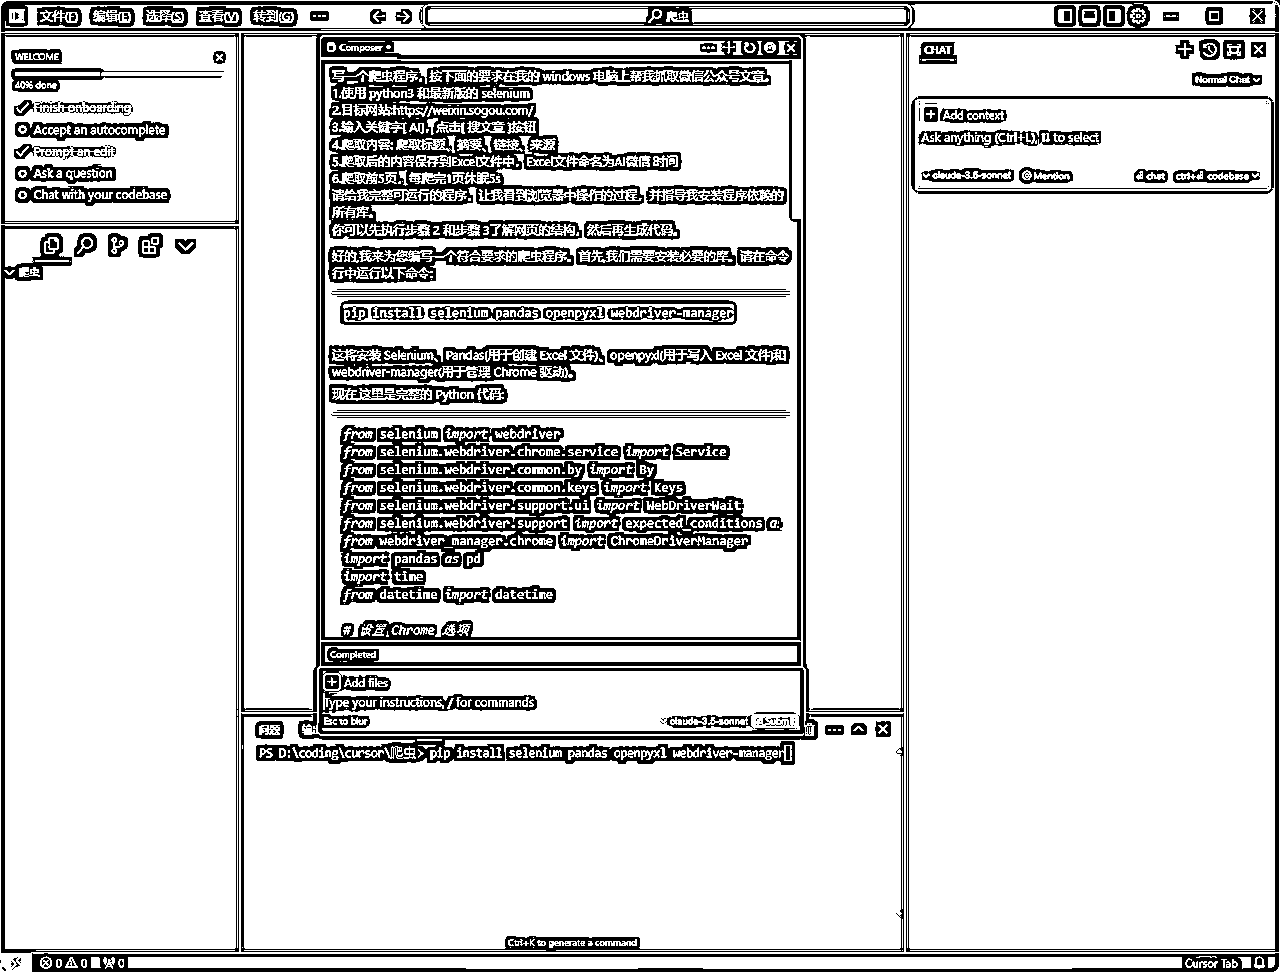 文件(F) 编辑(E) 选择(S) 查看(V) 转到(G) ... 爬虫
WELCOME
40% done
Finish onboarding
Accept an autocomplete
Prompt an edit
Ask a question
Chat with your codebase
爬虫
Composer
写一个爬虫程序，按下面的要求在我的 windows 电脑上帮我抓取微信公众号文章。
1.使用 python3 和最新版的 selenium
2.目标网站:https://weixin.sogou.com/
3.输入关键字[ AI]，点击[ 搜文章 ]按钮
4.爬取内容: 爬取标题、摘要、链接、来源
5.爬取后的内容保存到Excel文件中，Excel文件命名为AI微信 8时间
6.爬取前5页，每爬完1页休眠5s
请给我完整可运行的程序，让我看到浏览器中操作的过程，并指导我安装程序依赖的
所有库。
你可以先执行步骤 2 和步骤 3了解网页的结构，然后再生成代码。
好的,我来为您编写一个符合要求的爬虫程序。首先,我们需要安装必要的库。请在命令
行中运行以下命令:
pip install selenium pandas openpyxl webdriver-manager
这将安装 Selenium、Pandas(用于创建 Excel 文件)、openpyxl(用于写入 Excel 文件)和
webdriver-manager(用于管理 Chrome 驱动)。
现在,这里是完整的 Python 代码:
from selenium import webdriver
from selenium.webdriver.chrome.service import Service
from selenium.webdriver.common.by import By
from selenium.webdriver.common.keys import Keys
from selenium.webdriver.support.ui import WebDriverWait
from selenium.webdriver.support import expected_conditions a
from webdriver_manager.chrome import ChromeDriverManager
import pandas as pd
import time
from datetime import datetime
# 设置 Chrome 选项
Completed
Add files
Type your instructions, / for commands
Esc to blur claude-3.5-sonnet Submit
问题
PS D:\coding\cursor\爬虫> pip install selenium pandas openpyxl webdriver-manager
Ctrl+K to generate a command
CHAT
Normal Chat
Add context
Ask anything (Ctrl+L), to select
claude-3.5-sonnet @ Mention chat codebase
0 0 0 Cursor Tab